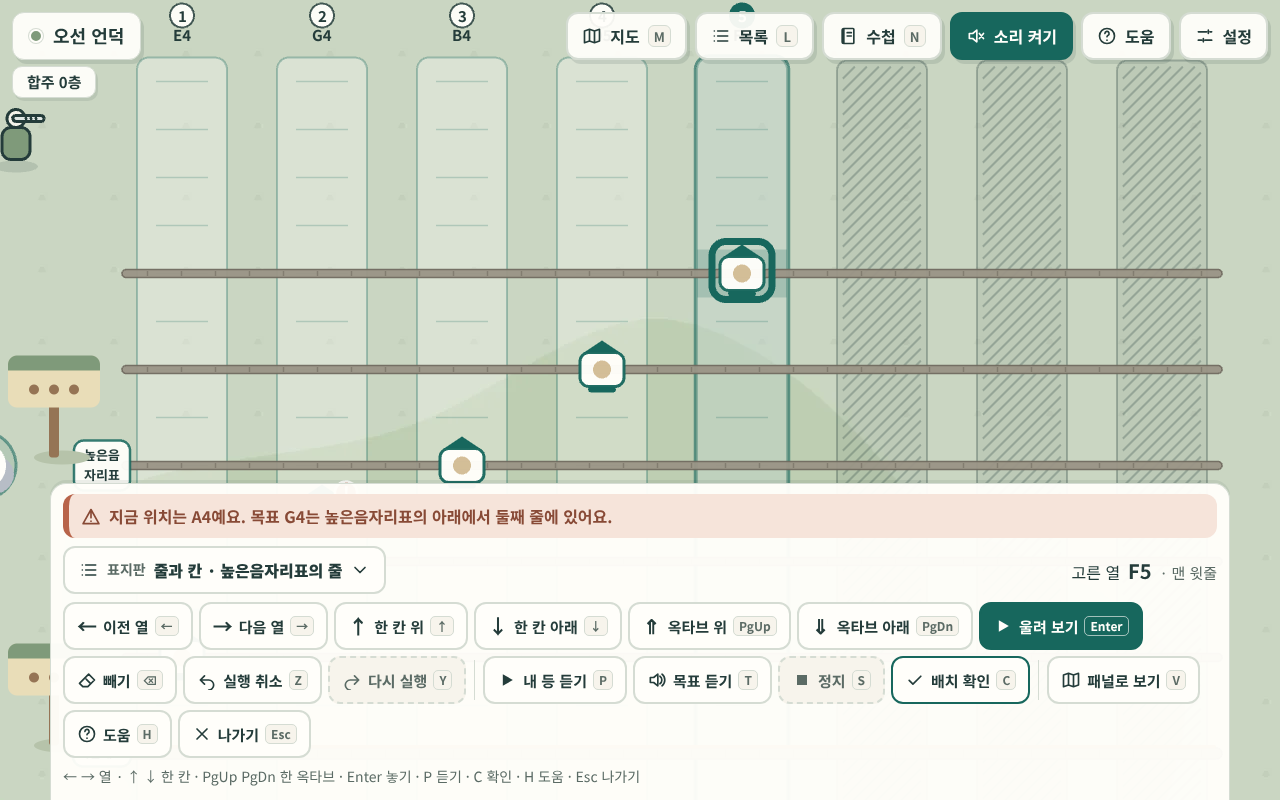 오선 언덕
1
2
3
4
5
E4
G4
B4
지도 M
목록 L
수첩 N
소리 켜기
도움
설정
합주 0층
높은음
자리표
지금 위치는 A4예요. 목표 G4는 높은음자리표의 아래에서 둘째 줄에 있어요.
표지판 줄과 칸 · 높은음자리표의 줄
고른 열 F5 · 맨 윗줄
← 이전 열 ←
→ 다음 열 →
↑ 한 칸 위 ↑
↓ 한 칸 아래 ↓
⇑ 옥타브 위 PgUp
⇓ 옥타브 아래 PgDn
울려 보기 Enter
빼기 ⌫
실행 취소 Z
다시 실행 Y
내 등 듣기 P
목표 듣기 T
정지 S
배치 확인 C
패널로 보기 V
도움 H
나가기 Esc
← → 열 · ↑ ↓ 한 칸 · PgUp PgDn 한 옥타브 · Enter 놓기 · P 듣기 · C 확인 · H 도움 · Esc 나가기